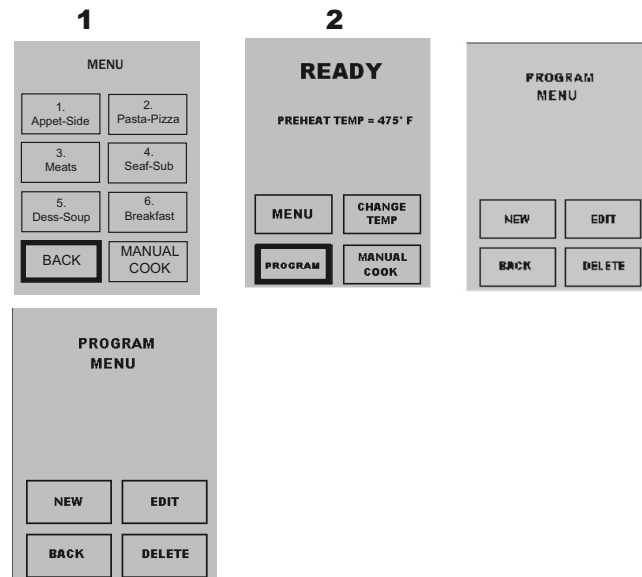 1
MENU
1.
Appet-Side
2.
Pasta-Pizza
3.
Meats
4.
Seaf-Sub
5.
Dess-Soup
6.
Breakfast
BACK
MANUAL
COOK
2
READY
PREHEAT TEMP = 475° F
MENU
CHANGE
TEMP
PROGRAM
MANUAL
COOK
PROGRAM
MENU
NEW
EDIT
BACK
DELETE
PROGRAM
MENU
NEW
EDIT
BACK
DELETE